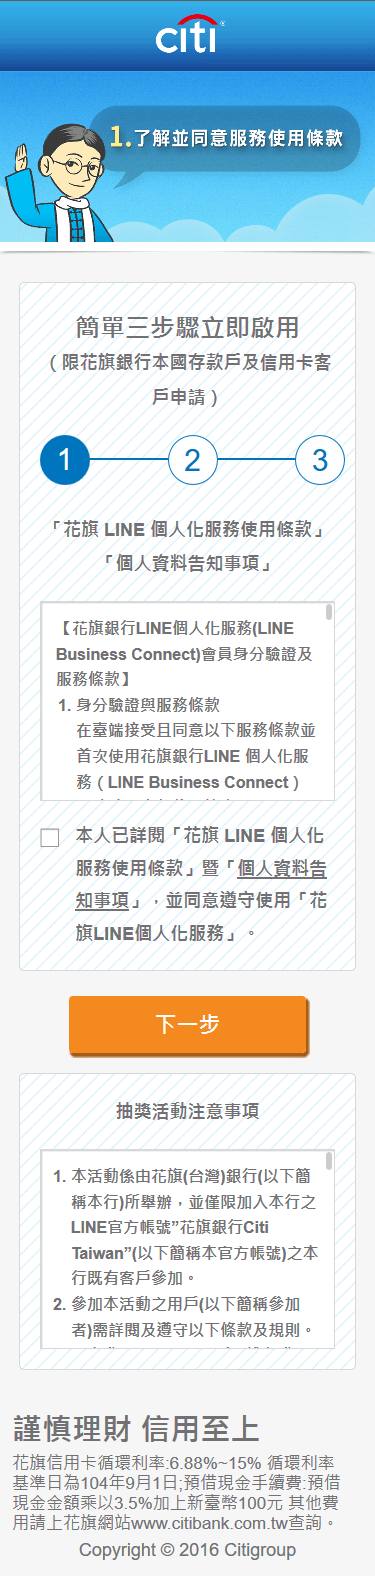 citi®
1.了解並同意服務使用條款
簡單三步驟立即啟用
（限花旗銀行本國存款戶及信用卡客
戶申請）
1
2
3
「花旗 LINE 個人化服務使用條款」
「個人資料告知事項」
【花旗銀行LINE個人化服務(LINE
Business Connect)會員身分驗證及
服務條款】
1. 身分驗證與服務條款
在臺端接受且同意以下服務條款並
首次使用花旗銀行LINE 個人化服
務（LINE Business Connect）
本人已詳閱「花旗 LINE 個人化
服務使用條款」暨「個人資料告
知事項」，並同意遵守使用「花
旗LINE個人化服務」。
下一步
抽獎活動注意事項
1. 本活動係由花旗(台灣)銀行(以下簡
稱本行)所舉辦，並僅限加入本行之
LINE官方帳號”花旗銀行Citi
Taiwan”(以下簡稱本官方帳號)之本
行既有客戶參加。
2. 參加本活動之用戶(以下簡稱參加
者)需詳閱及遵守以下條款及規則。
謹慎理財 信用至上
花旗信用卡循環利率:6.88%~15% 循環利率
基準日為104年9月1日;預借現金手續費:預借
現金金額乘以3.5%加上新臺幣100元 其他費
用請上花旗網站www.citibank.com.tw查詢。
Copyright © 2016 Citigroup